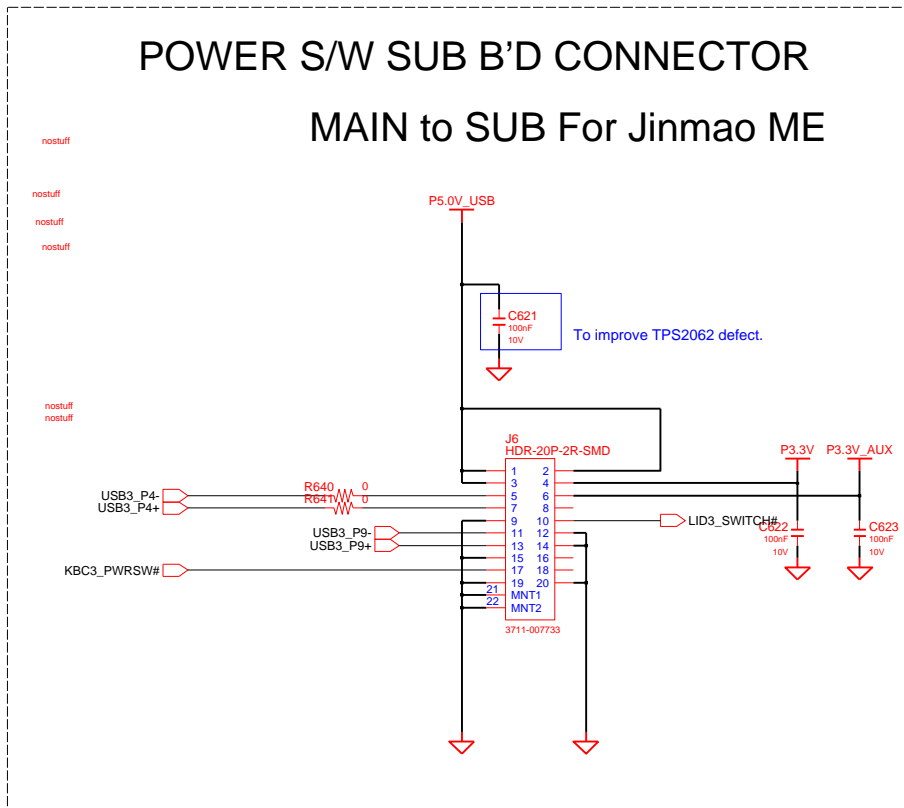 POWER S/W SUB B'D CONNECTOR
MAIN to SUB For Jinmao ME
nostuff
nostuff
nostuff
nostuff
P5.0V_USB
C621
100nF
10V
To improve TPS2062 defect.
nostuff
nostuff
J6
HDR-20P-2R-SMD
P3.3V
P3.3V_AUX
1 2
3 4
USB3_P4- R640 0 5 6
USB3_P4+ R641 0 7 8
9 10 LID3_SWITCH#
USB3_P9- 11 12
USB3_P9+ 13 14
15 16
KBC3_PWRSW# 17 18
19 20
21 MNT1
22 MNT2
3711-007733
C622
100nF
10V
C623
100nF
10V